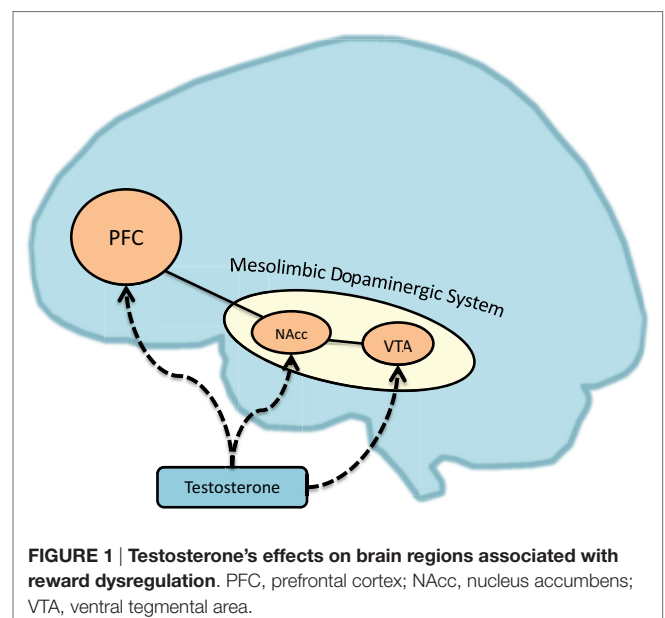 PFC
Mesolimbic Dopaminergic System
NAcc
VTA
Testosterone
FIGURE 1 | Testosterone's effects on brain regions associated with
reward dysregulation. PFC, prefrontal cortex; NAcc, nucleus accumbens;
VTA, ventral tegmental area.